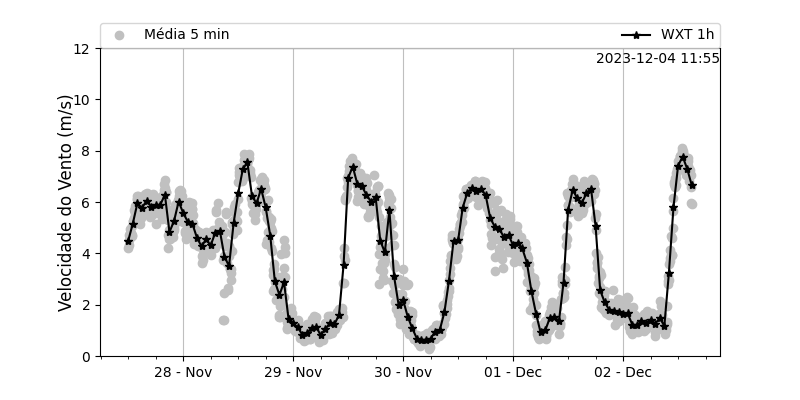 Média 5 min
WXT 1h
2023-12-04 11:55
Velocidade do Vento (m/s)
12
10
8
6
4
2
0
28 - Nov
29 - Nov
30 - Nov
01 - Dec
02 - Dec